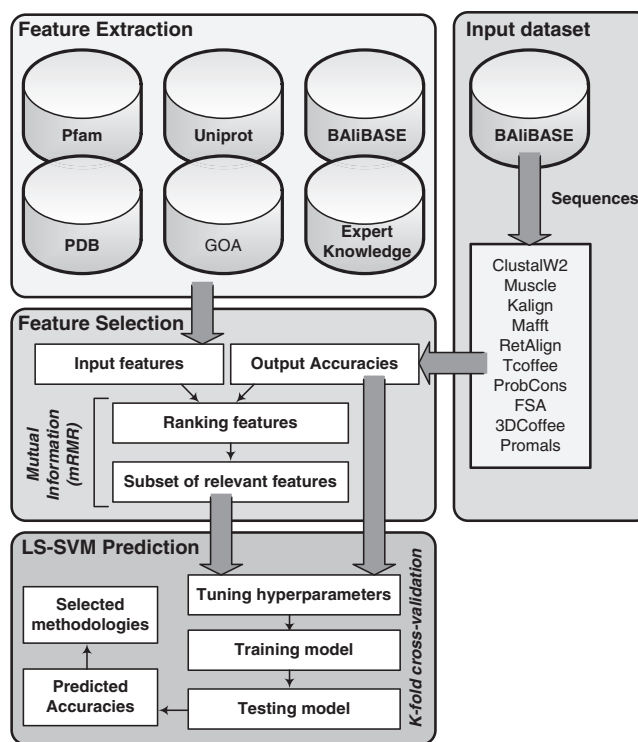 Feature Extraction
Pfam
Uniprot
BAliBASE
PDB
GOA
Expert
Knowledge
Input dataset
BAliBASE
Sequences
ClustalW2
Muscle
Kalign
Mafft
RetAlign
Tcoffee
ProbCons
FSA
3DCoffee
Promals
Feature Selection
Input features
Output Accuracies
Mutual
Information
(mRMR)
Ranking features
Subset of relevant features
LS-SVM Prediction
Tuning hyperparameters
Training model
Testing model
Selected
methodologies
Predicted
Accuracies
K-fold cross-validation